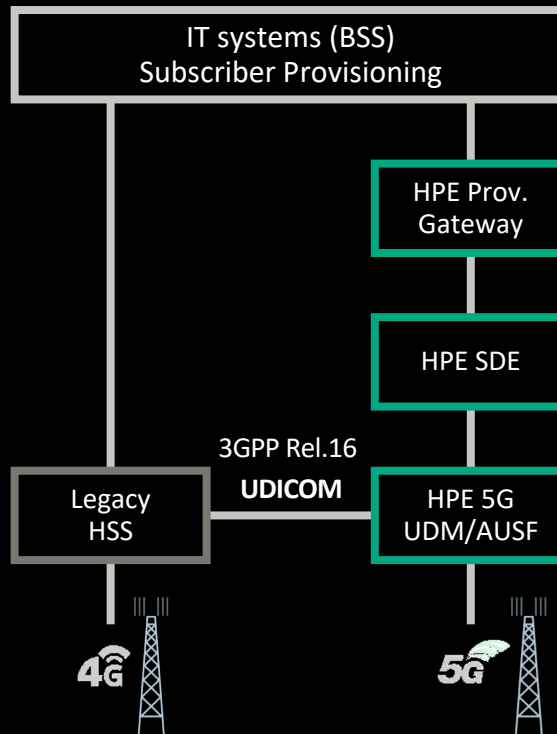 IT systems (BSS)
Subscriber Provisioning
HPE Prov.
Gateway
HPE SDE
3GPP Rel.16
UDICOM
Legacy
HSS
HPE 5G
UDM/AUSF
4G
5G